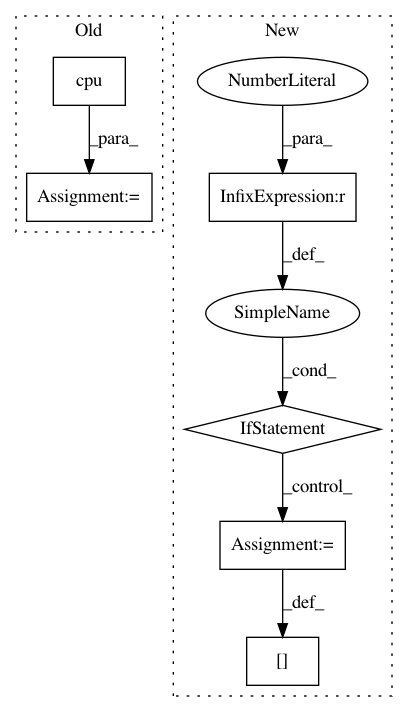 Old
cpu
_para_
Assignment:=
New
NumberLiteral
_para_
InfixExpression:r
_def_
SimpleName
_cond_
IfStatement
_control_
Assignment:=
_def_
[]